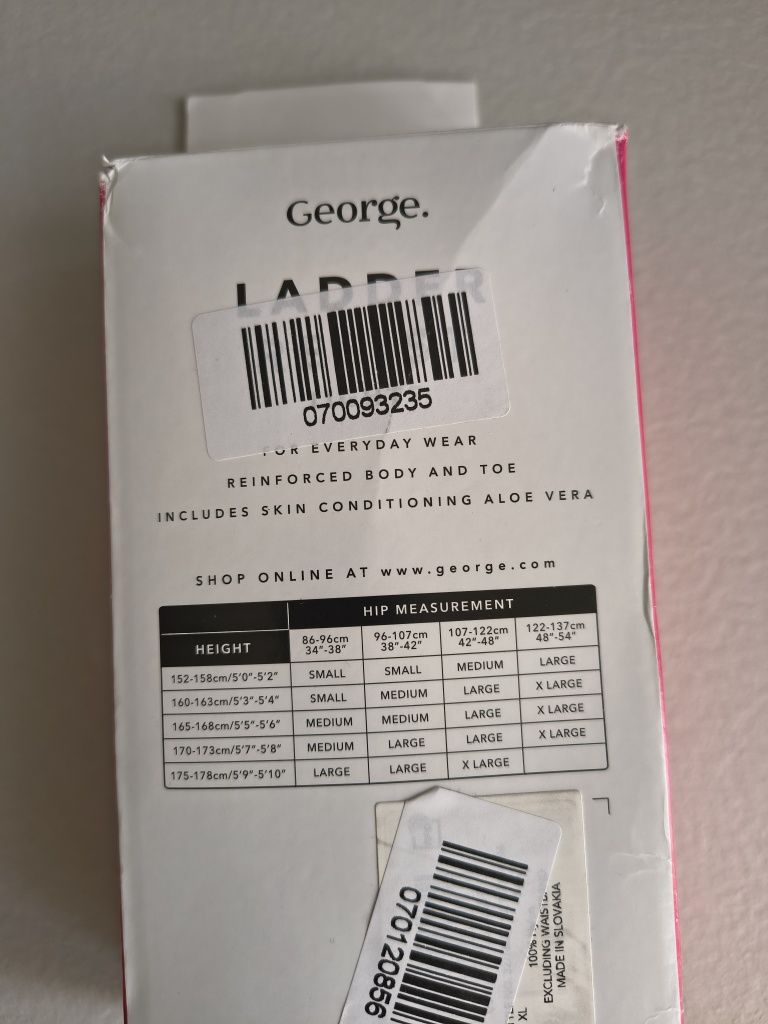 George.
LADDER
070093235
FOR EVERYDAY WEAR
REINFORCED BODY AND TOE
INCLUDES SKIN CONDITIONING ALOE VERA
SHOP ONLINE AT www.george.com
HIP MEASUREMENT
HEIGHT 86-96cm 96-107cm 107-122cm 122-137cm
34"-38" 38"-42" 42"-48" 48"-54"
152-158cm/5'0"-5'2" SMALL SMALL MEDIUM LARGE
160-163cm/5'3"-5'4" SMALL MEDIUM LARGE X LARGE
165-168cm/5'5"-5'6" MEDIUM MEDIUM LARGE X LARGE
170-173cm/5'7"-5'8" MEDIUM LARGE LARGE X LARGE
175-178cm/5'9"-5'10" LARGE LARGE X LARGE
070120856
100%
EXCLUDING
MADE IN SLOVAKIA
XL